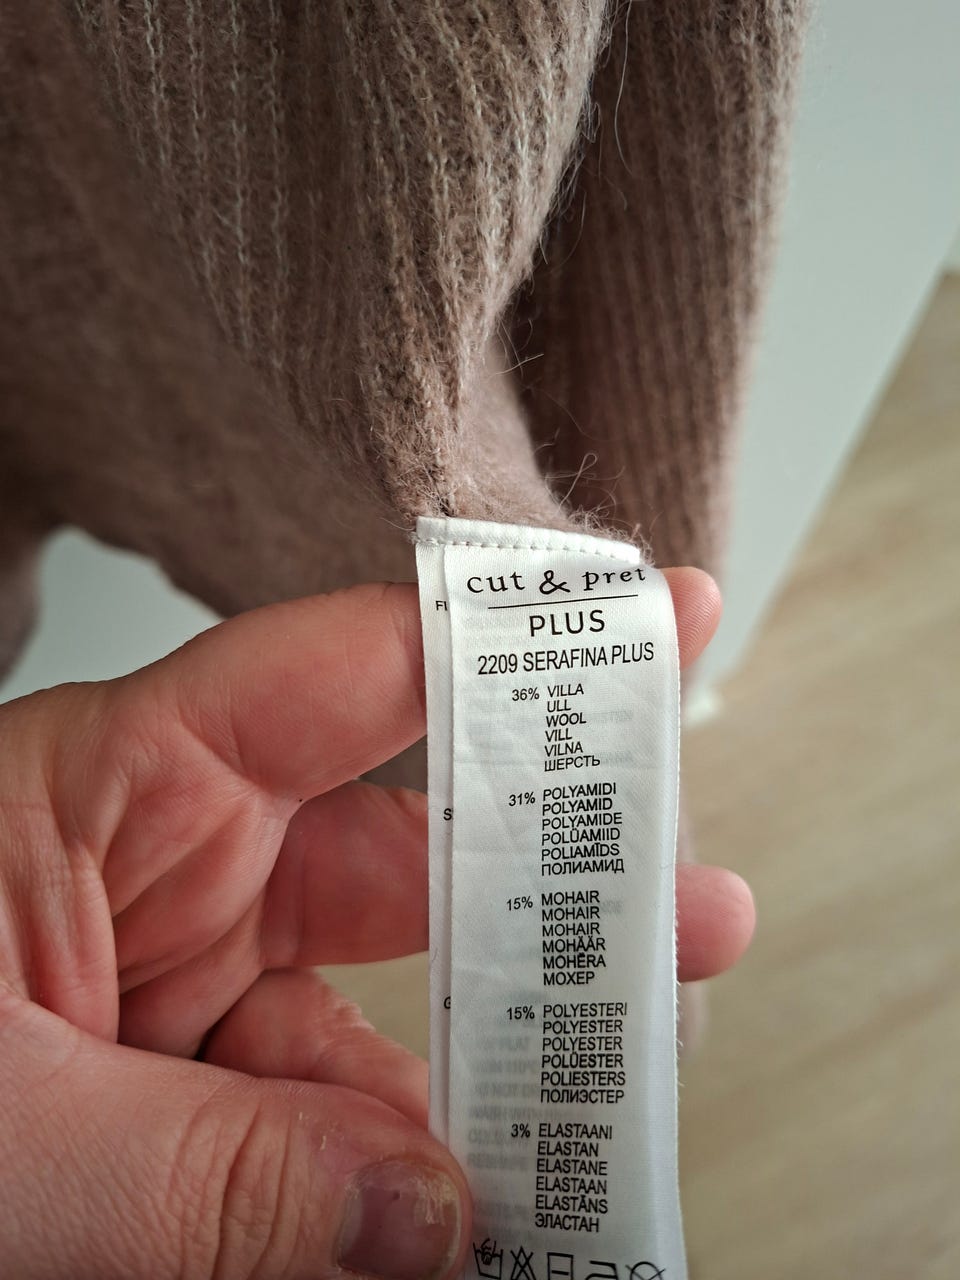 cut & pret
PLUS
2209 SERAFINA PLUS
36% VILLA
ULL
WOOL
VILL
VILNA
ШЕРСТЬ
31% POLYAMIDI
POLYAMID
POLYAMIDE
POLÜAMIID
POLIAMĪDS
ПОЛИАМИД
15% MOHAIR
MOHAIR
MOHAIR
MOHÄÄR
MOHĒRA
МОХЕР
15% POLYESTERI
POLYESTER
POLYESTER
POLÜESTER
POLIESTERS
ПОЛИЭСТЕР
3% ELASTAANI
ELASTAN
ELASTANE
ELASTAAN
ELASTĀNS
ЭЛАСТАН